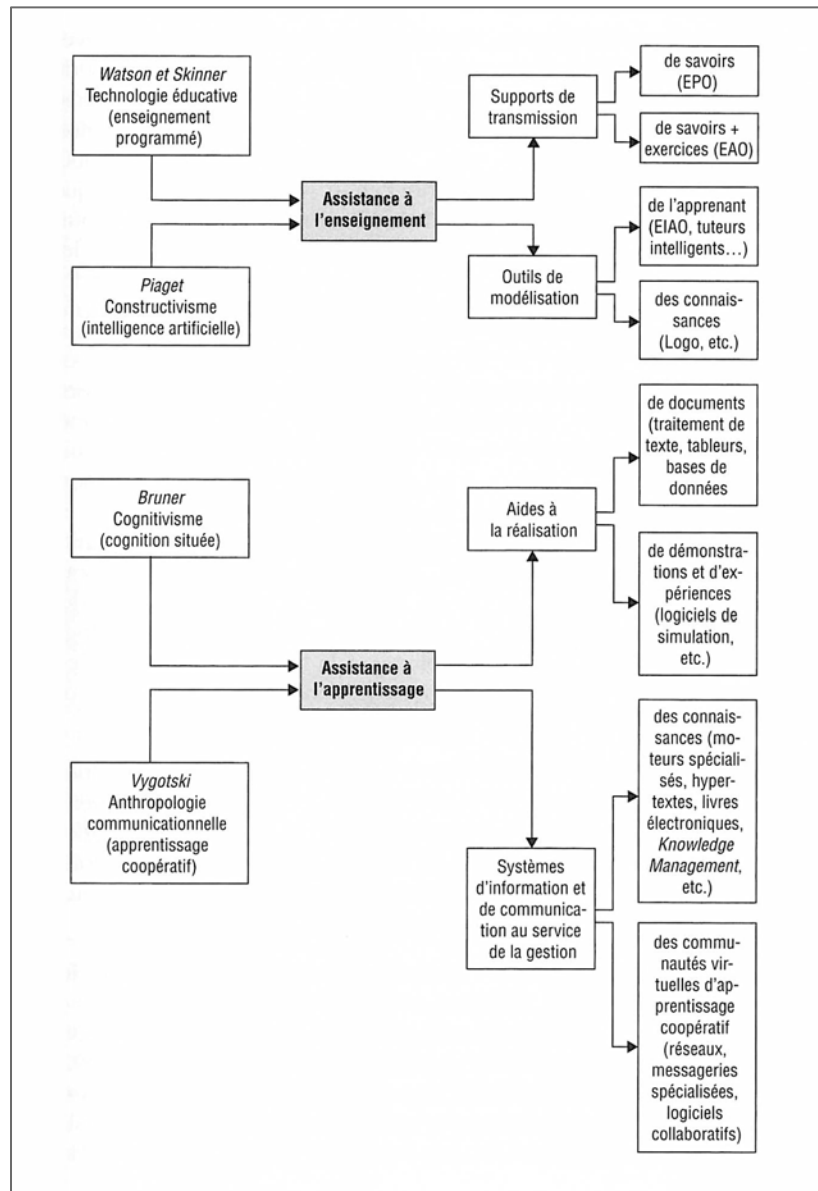 Watson et Skinner
Technologie éducative
(enseignement
programmé)
Supports de
transmission
de savoirs
(EPO)
de savoirs +
exercices (EAO)
Assistance à
l'enseignement
Piaget
Constructivisme
(intelligence artificielle)
Outils de
modélisation
de l'apprenant
(EIAO, tuteurs
intelligents…)
des connais-
sances
(Logo, etc.)
Bruner
Cognitivisme
(cognition située)
Aides à
la réalisation
de documents
(traitement de
texte, tableurs,
bases de
données
de démonstra-
tions et d'ex-
périences
(logiciels de
simulation,
etc.)
Assistance à
l'apprentissage
Vygotski
Anthropologie
communicationnelle
(apprentissage
coopératif)
Systèmes
d'information et
de communica-
tion au service
de la gestion
des connais-
sances (mo-
teurs spéciali-
sés, hyper-
textes, livres
électroniques,
Knowledge
Management,
etc.)
des commu-
nautés vir-
tuelles d'ap-
prentissage
coopératif
(réseaux,
messageries
spécialisées,
logiciels
collaboratifs)